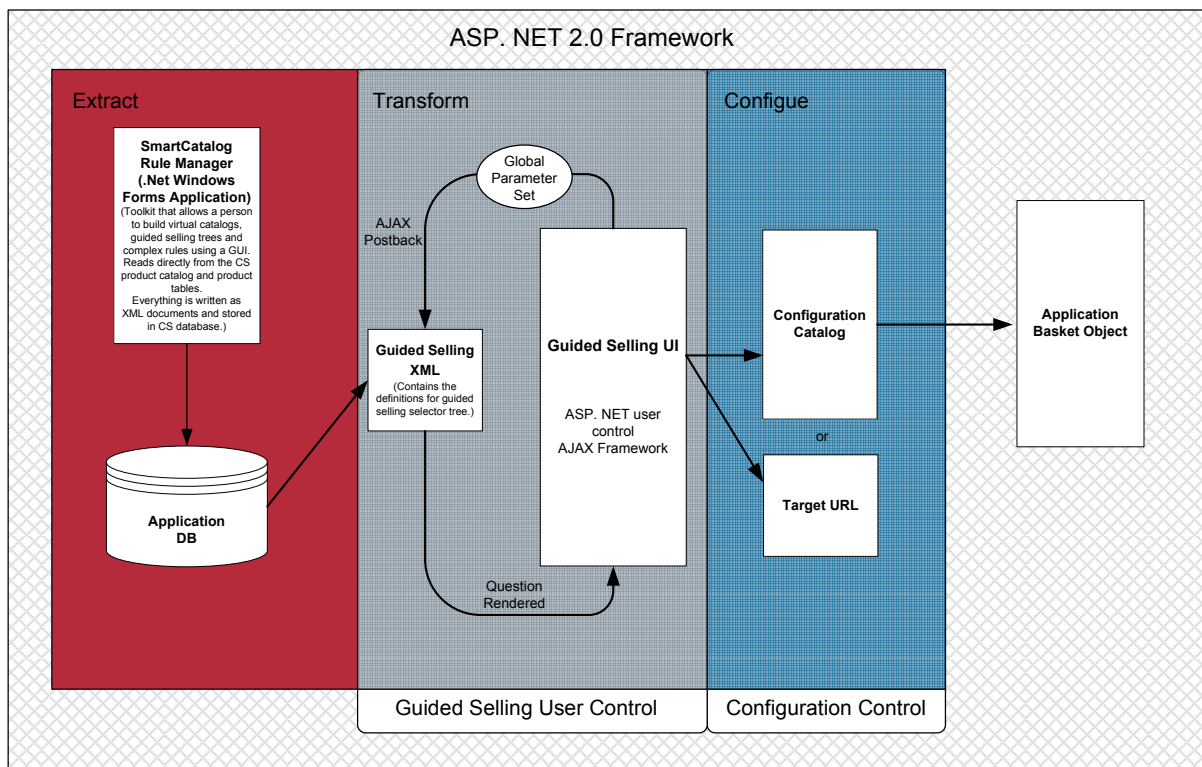 ASP. NET 2.0 Framework
Extract
SmartCatalog
Rule Manager
(.Net Windows
Forms Application)
(Toolkit that allows a person
to build virtual catalogs,
guided selling trees and
complex rules using a GUI.
Reads directly from the CS
product catalog and product
tables.
Everything is written as
XML documents and stored
in CS database.)
Application
DB
Transform
Global
Parameter
Set
AJAX
Postback
Guided Selling
XML
(Contains the
definitions for guided
selling selector tree.)
Guided Selling UI
ASP. NET user
control
AJAX Framework
Question
Rendered
Configue
Configuration
Catalog
or
Target URL
Application
Basket Object
Guided Selling User Control
Configuration Control